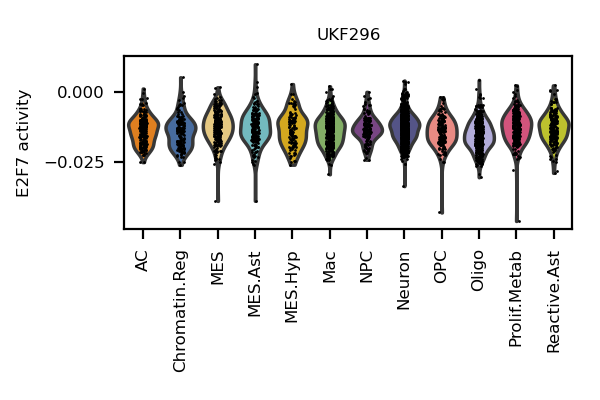 UKF296
E2F7 activity
0.000
−0.025
AC
Chromatin.Reg
MES
MES.Ast
MES.Hyp
Mac
NPC
Neuron
OPC
Oligo
Prolif.Metab
Reactive.Ast